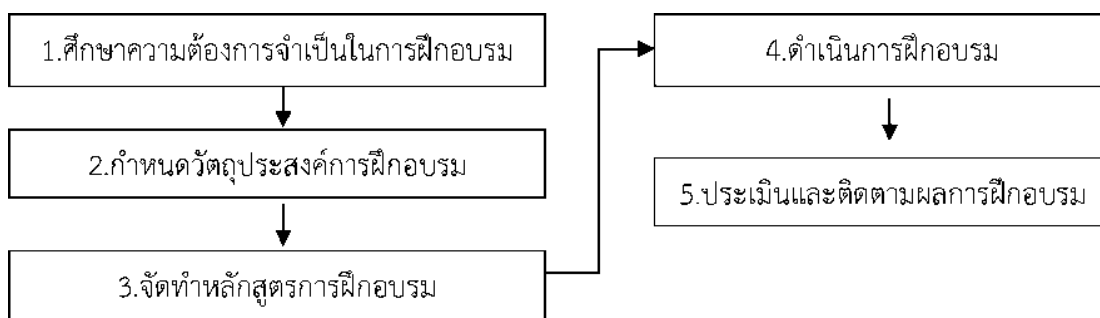 1.ศึกษาความต้องการจำเป็นในการฝึกอบรม
2.กำหนดวัตถุประสงค์การฝึกอบรม
3.จัดทำหลักสูตรการฝึกอบรม
4.ดำเนินการฝึกอบรม
5.ประเมินและติดตามผลการฝึกอบรม